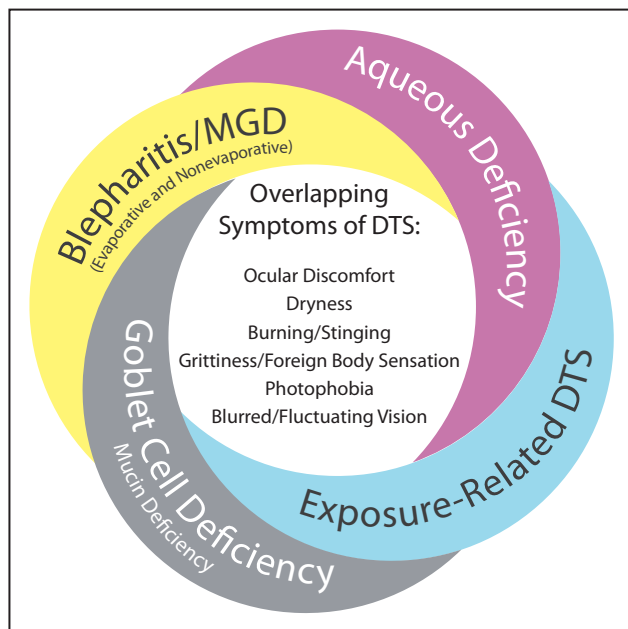 Aqueous Deficiency
Blepharitis/MGD
(Evaporative and Nonevaporative)
Overlapping
Symptoms of DTS:
Ocular Discomfort
Dryness
Burning/Stinging
Grittiness/Foreign Body Sensation
Photophobia
Blurred/Fluctuating Vision
Goblet Cell Deficiency
Mucin Deficiency
Exposure-Related DTS